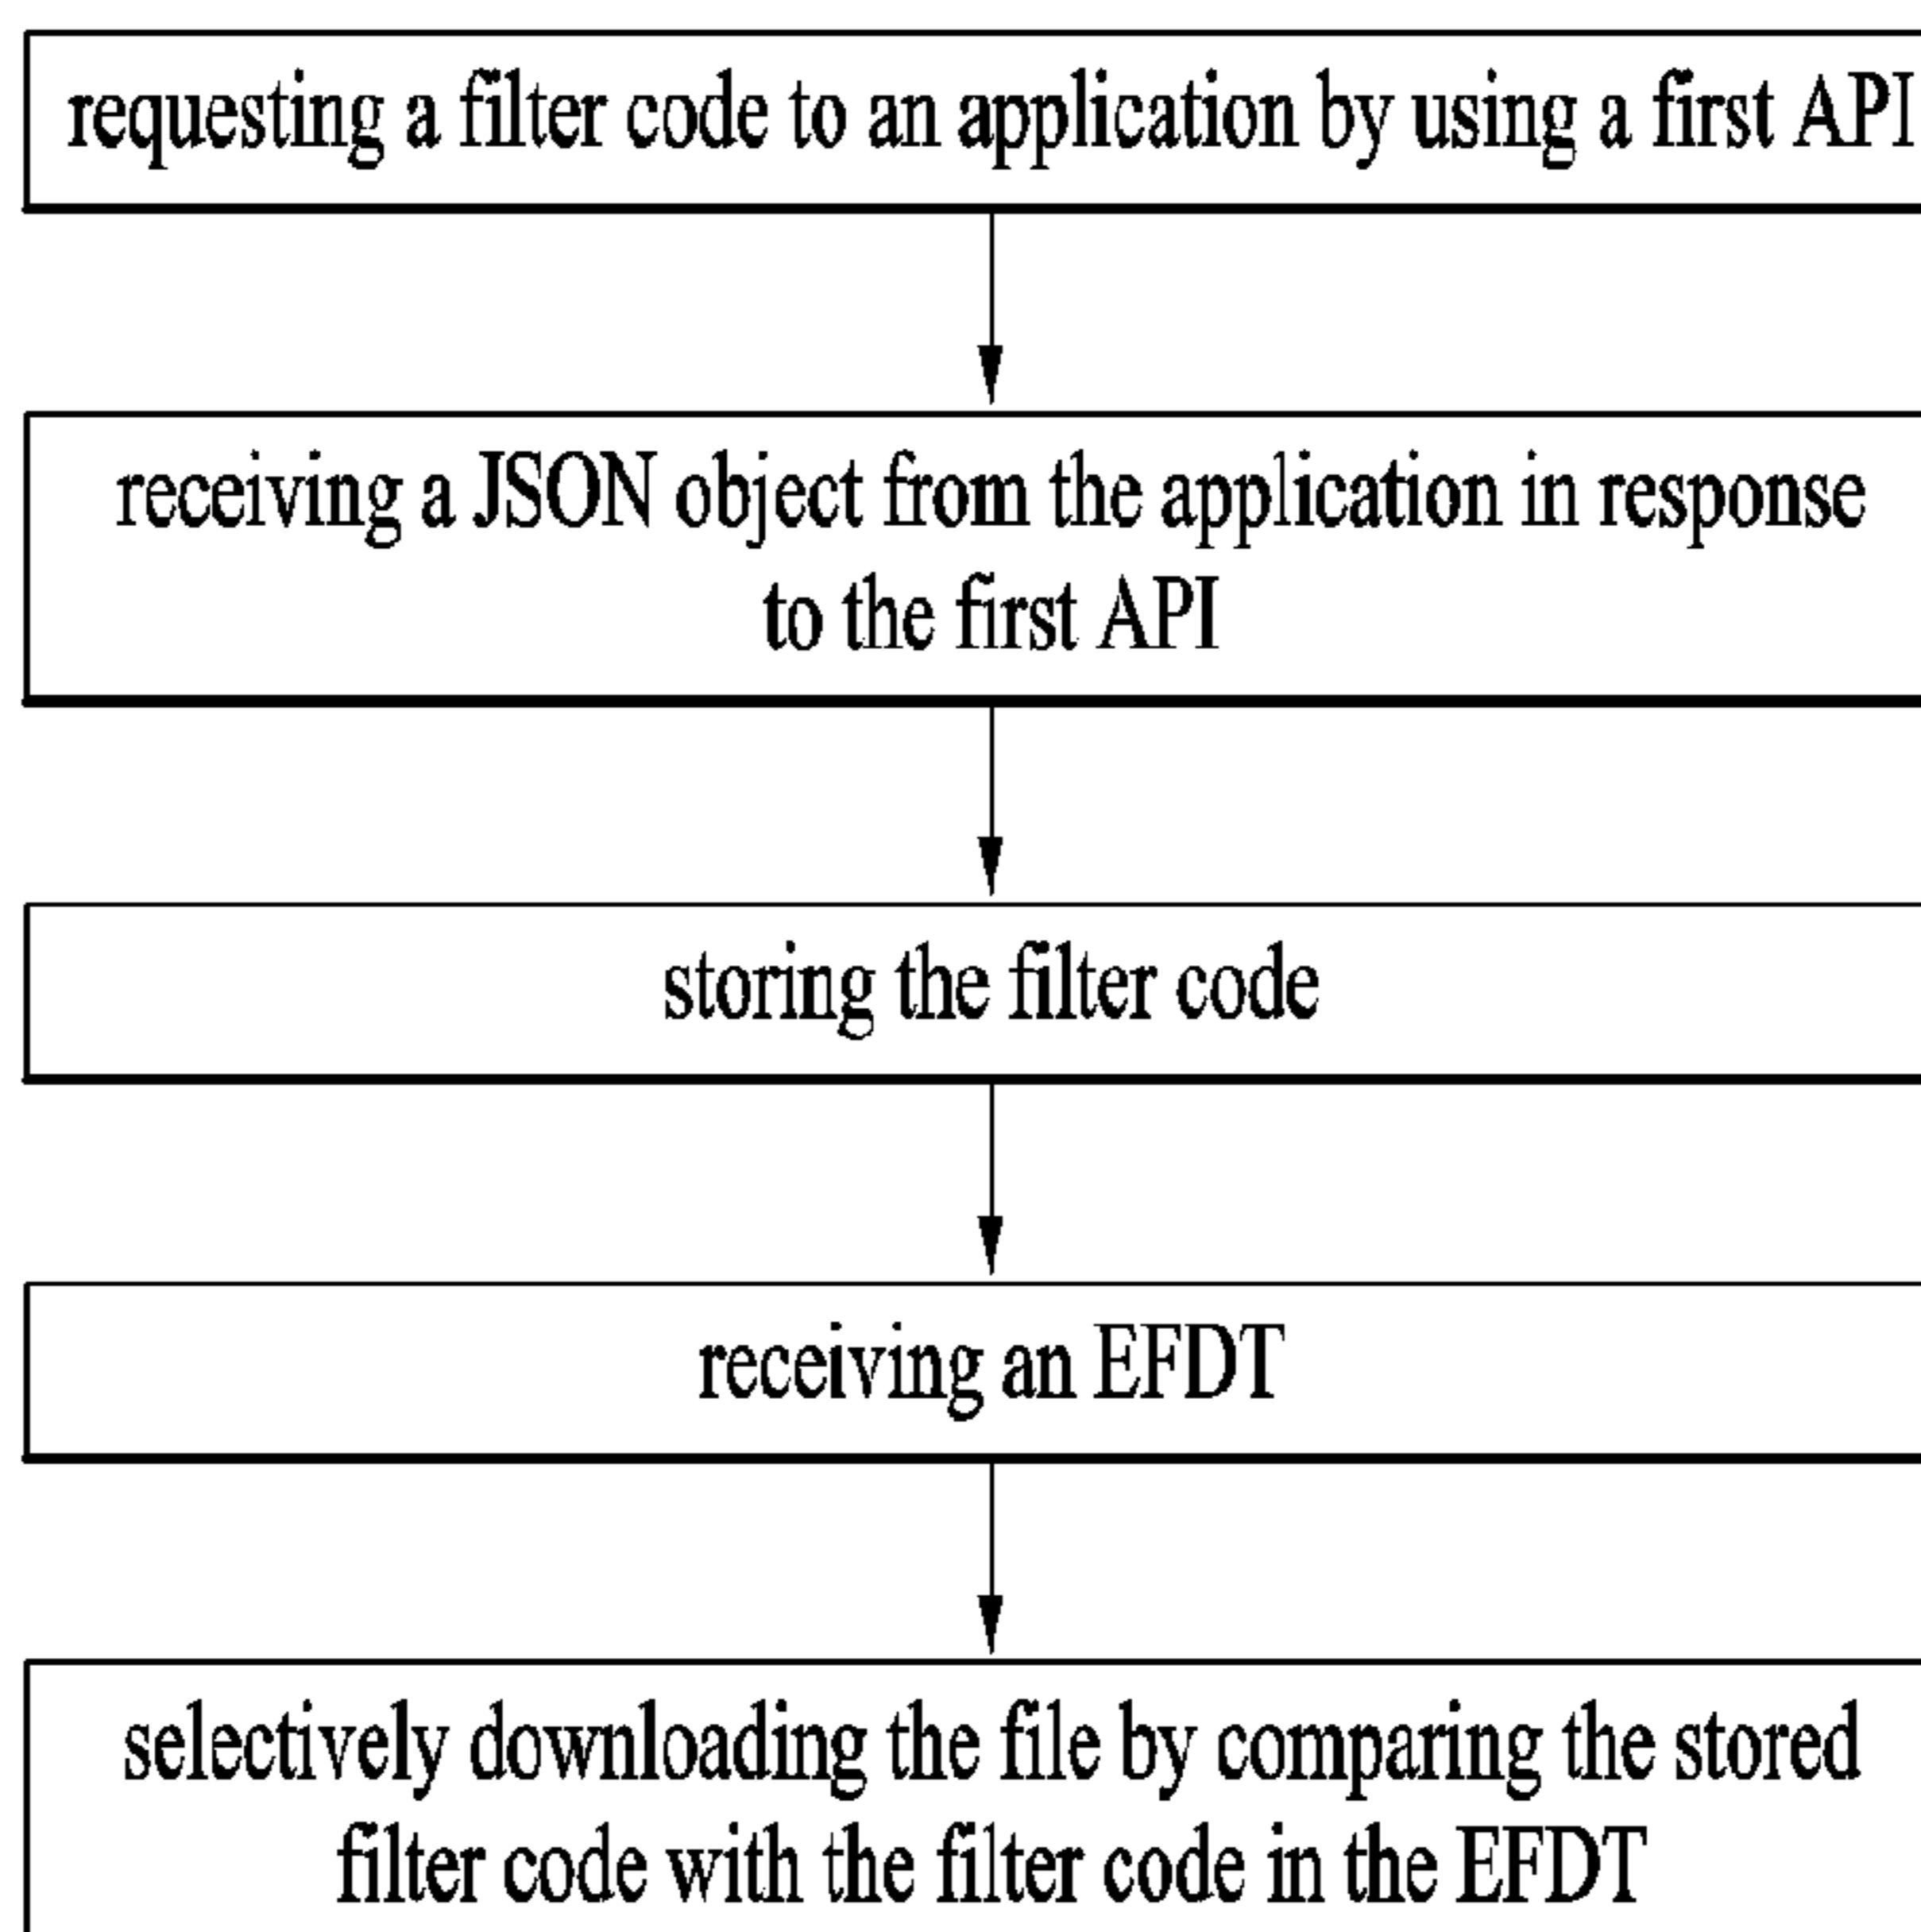 requesting a filter code to an application by using a first API
receiving a JSON object from the application in response
to the first API
storing the filter code
receiving an EFDT
selectively downloading the file by comparing the stored
filter code with the filter code in the EFDT